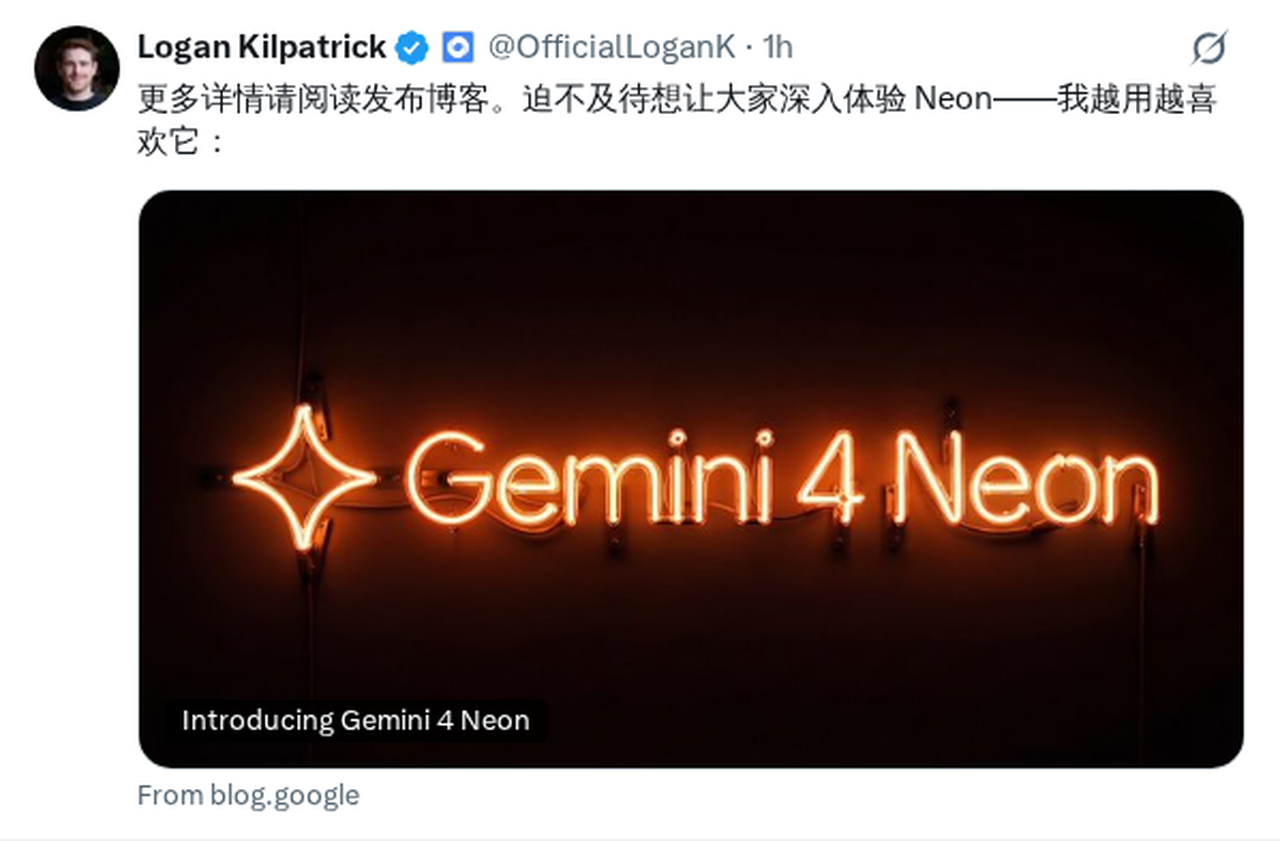 Logan Kilpatrick @OfficialLoganK · 1h
更多详情请阅读发布博客。迫不及待想让大家深入体验 Neon——我越用越喜
欢它：
Gemini 4 Neon
Introducing Gemini 4 Neon
From blog.google